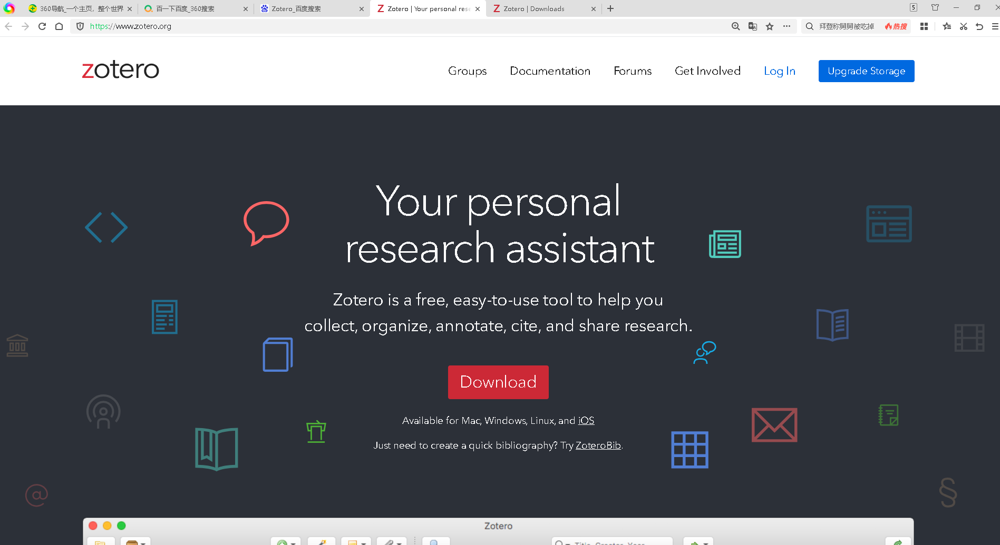 360导航_一个主页，整个世界
百一下百度_360搜索
Zotero_百度搜索
Zotero | Your personal rese
Zotero | Downloads
5
https://www.zotero.org
拜登称舅舅被吃掉
热搜
zotero
Groups
Documentation
Forums
Get Involved
Log In
Upgrade Storage
Your personal
research assistant
Zotero is a free, easy-to-use tool to help you
collect, organize, annotate, cite, and share research.
Download
Available for Mac, Windows, Linux, and iOS
Just need to create a quick bibliography? Try ZoteroBib.
Zotero
Title, Creator, Year